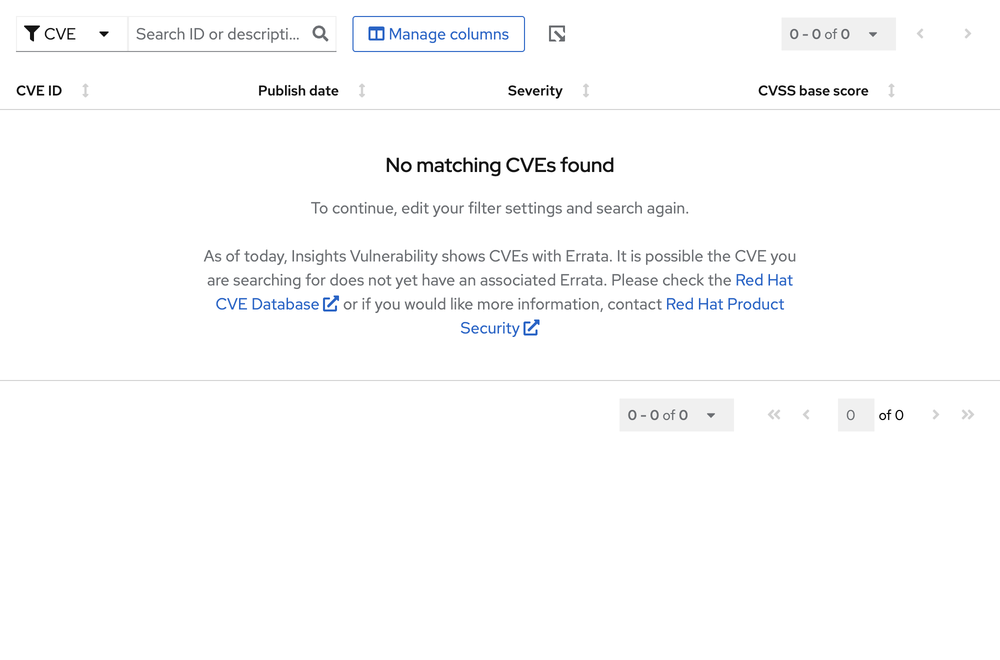 CVE Search ID or descripti... Manage columns 0 - 0 of 0
CVE ID Publish date Severity CVSS base score
No matching CVEs found
To continue, edit your filter settings and search again.
As of today, Insights Vulnerability shows CVEs with Errata. It is possible the CVE you
are searching for does not yet have an associated Errata. Please check the Red Hat
CVE Database or if you would like more information, contact Red Hat Product
Security
0 - 0 of 0 0 of 0